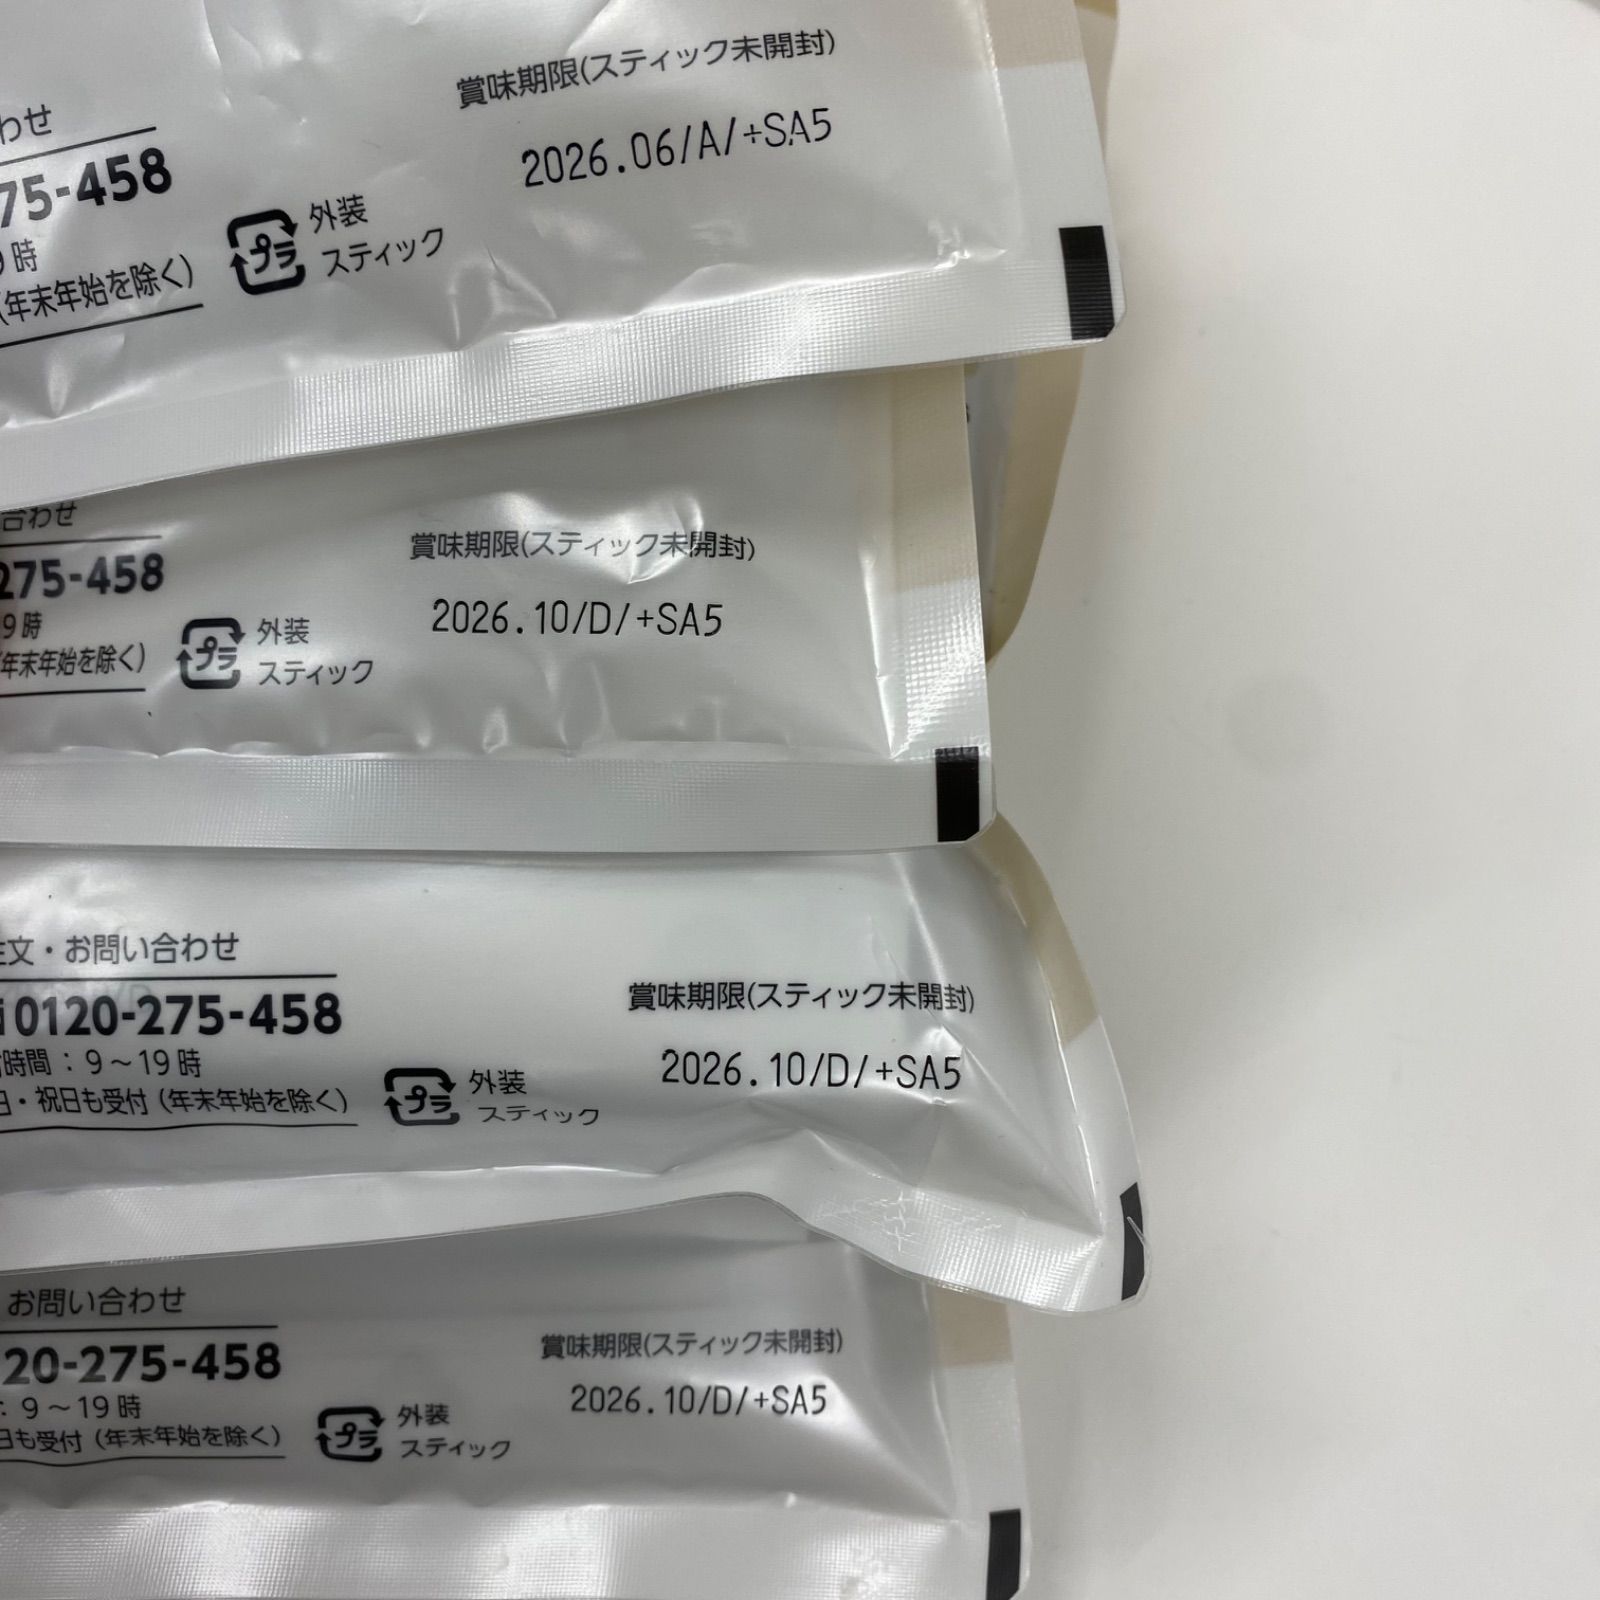 わせ
75-458
9時
(年末年始を除く)
プラ
外装
スティック
賞味期限(スティック未開封)
2026.06/A/+SA5
合わせ
275-458
9時
(年末年始を除く)
プラ
外装
スティック
賞味期限(スティック未開封)
2026.10/D/+SA5
注文・お問い合わせ
0120-275-458
時間：9～19時
日・祝日も受付(年末年始を除く)
プラ
外装
スティック
賞味期限(スティック未開封)
2026.10/D/+SA5
お問い合わせ
20-275-458
：9～19時
日も受付(年末年始を除く)
プラ
外装
スティック
賞味期限(スティック未開封)
2026.10/D/+SA5